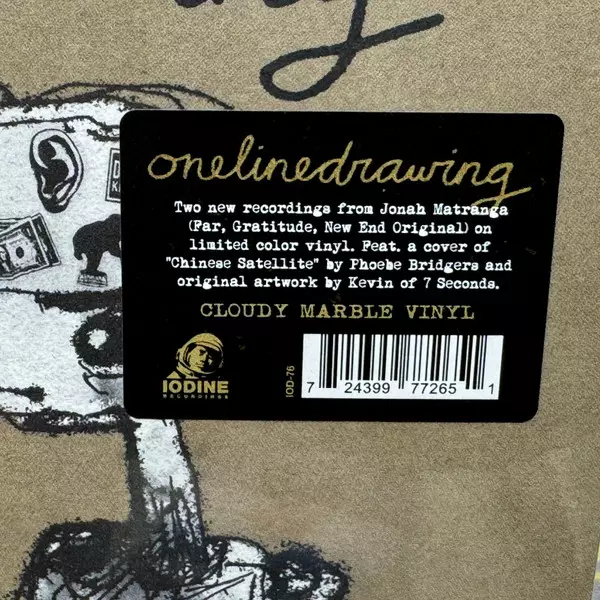 onelinedrawing
Two new recordings from Jonah Matranga
(Far, Gratitude, New End Original) on
limited color vinyl. Feat. a cover of
"Chinese Satellite" by Phoebe Bridgers and
original artwork by Kevin of 7 Seconds.
CLOUDY MARBLE VINYL
IODINE
RECORDINGS
IOD-76
7 24399 77265 1